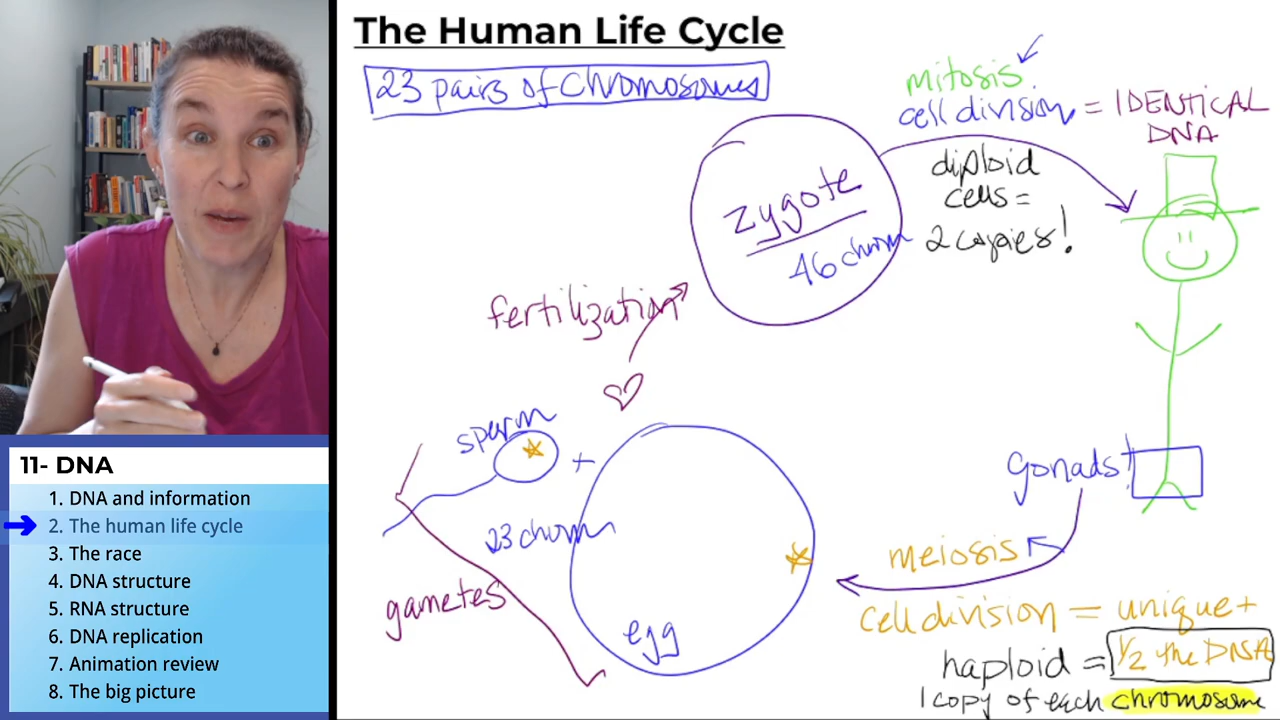 The Human Life Cycle
23 pairs of Chromosomes
mitosis
cell division = IDENTICAL
DNA
diploid
cells =
2 copies!
zygote
46 chrom
fertilization
sperm
+
23 chrom
gametes
egg
gonads!
meiosis
cell division = unique +
haploid = 1/2 the DNA
1 copy of each chromosome
11- DNA
1. DNA and information
2. The human life cycle
3. The race
4. DNA structure
5. RNA structure
6. DNA replication
7. Animation review
8. The big picture